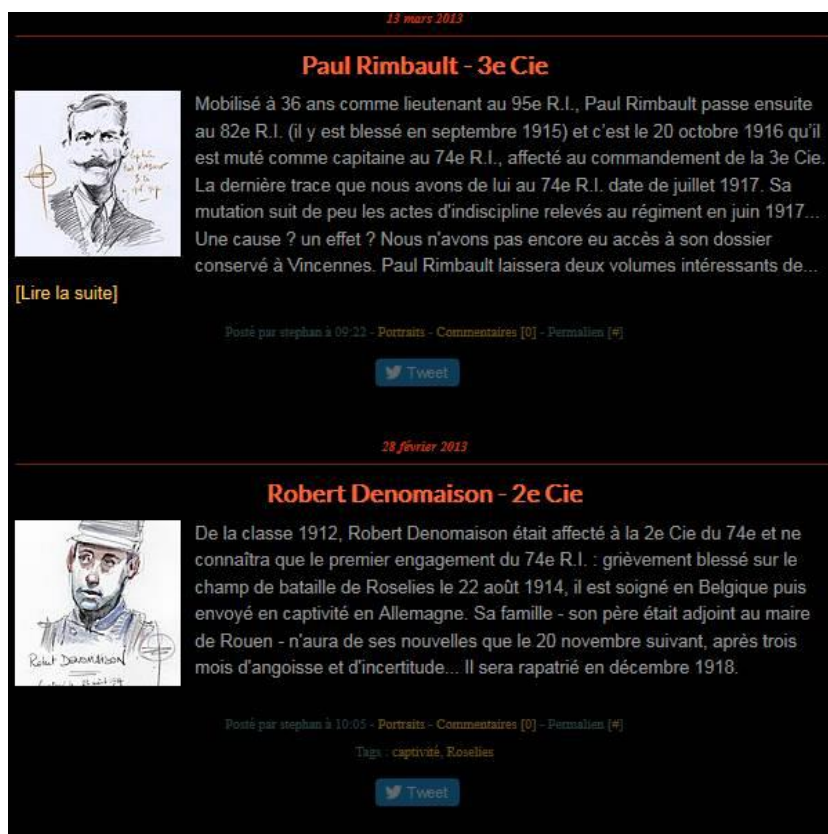 13 mars 2013
Paul Rimbault - 3e Cie
Mobilisé à 36 ans comme lieutenant au 95e R.I., Paul Rimbault passe ensuite
au 82e R.I. (il y est blessé en septembre 1915) et c'est le 20 octobre 1916 qu'il
est muté comme capitaine au 74e R.I., affecté au commandement de la 3e Cie.
La dernière trace que nous avons de lui au 74e R.I. date de juillet 1917. Sa
mutation suit de peu les actes d'indiscipline relevés au régiment en juin 1917...
Une cause ? un effet ? Nous n'avons pas encore eu accès à son dossier
conservé à Vincennes. Paul Rimbault laissera deux volumes intéressants de...
[Lire la suite]
Posté par stephan à 09:22 - Portraits - Commentaires [0] - Permalien [#]
Tweet
28 février 2013
Robert Denomaison - 2e Cie
De la classe 1912, Robert Denomaison était affecté à la 2e Cie du 74e et ne
connaîtra que le premier engagement du 74e R.I. : grièvement blessé sur le
champ de bataille de Roselies le 22 août 1914, il est soigné en Belgique puis
envoyé en captivité en Allemagne. Sa famille - son père était adjoint au maire
de Rouen - n'aura de ses nouvelles que le 20 novembre suivant, après trois
mois d'angoisse et d'incertitude... Il sera rapatrié en décembre 1918.
Robert DENOMAISON
Posté par stephan à 10:05 - Portraits - Commentaires [0] - Permalien [#]
Tags : captivité, Roselies
Tweet